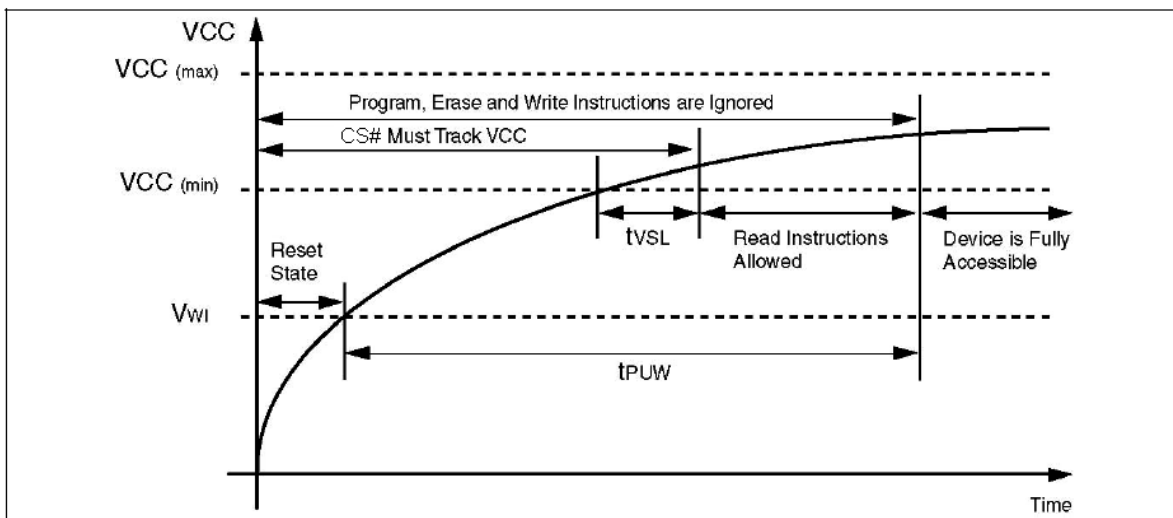 VCC
VCC (max)
Program, Erase and Write Instructions are Ignored
CS# Must Track VCC
VCC (min)
Reset
State
tVSL
Read Instructions
Allowed
Device is Fully
Accessible
VWI
tPUW
Time